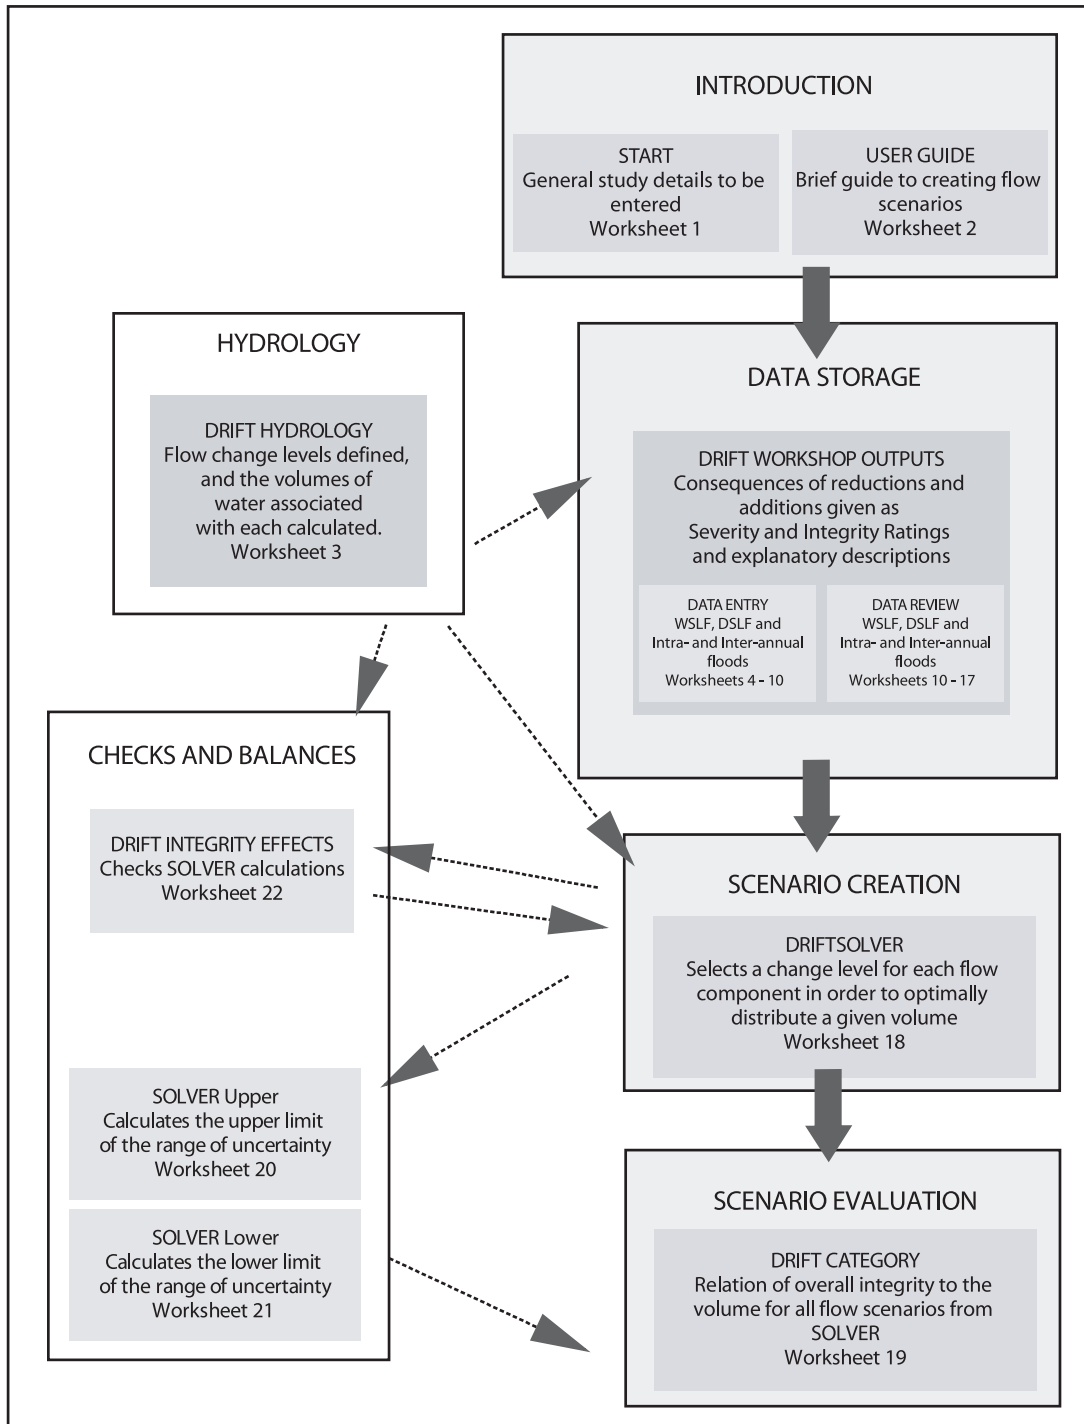 INTRODUCTION
START
General study details to be
entered
Worksheet 1
USER GUIDE
Brief guide to creating flow
scenarios
Worksheet 2
HYDROLOGY
DRIFT HYDROLOGY
Flow change levels defined,
and the volumes of
water associated
with each calculated.
Worksheet 3
DATA STORAGE
DRIFT WORKSHOP OUTPUTS
Consequences of reductions and
additions given as
Severity and Integrity Ratings
and explanatory descriptions
DATA ENTRY
WSLF, DSLF and
Intra- and Inter-annual
floods
Worksheets 4 - 10
DATA REVIEW
WSLF, DSLF and
Intra- and Inter-annual
floods
Worksheets 10 - 17
CHECKS AND BALANCES
DRIFT INTEGRITY EFFECTS
Checks SOLVER calculations
Worksheet 22
SOLVER Upper
Calculates the upper limit
of the range of uncertainty
Worksheet 20
SOLVER Lower
Calculates the lower limit
of the range of uncertainty
Worksheet 21
SCENARIO CREATION
DRIFTSOLVER
Selects a change level for each flow
component in order to optimally
distribute a given volume
Worksheet 18
SCENARIO EVALUATION
DRIFT CATEGORY
Relation of overall integrity to the
volume for all flow scenarios from
SOLVER
Worksheet 19